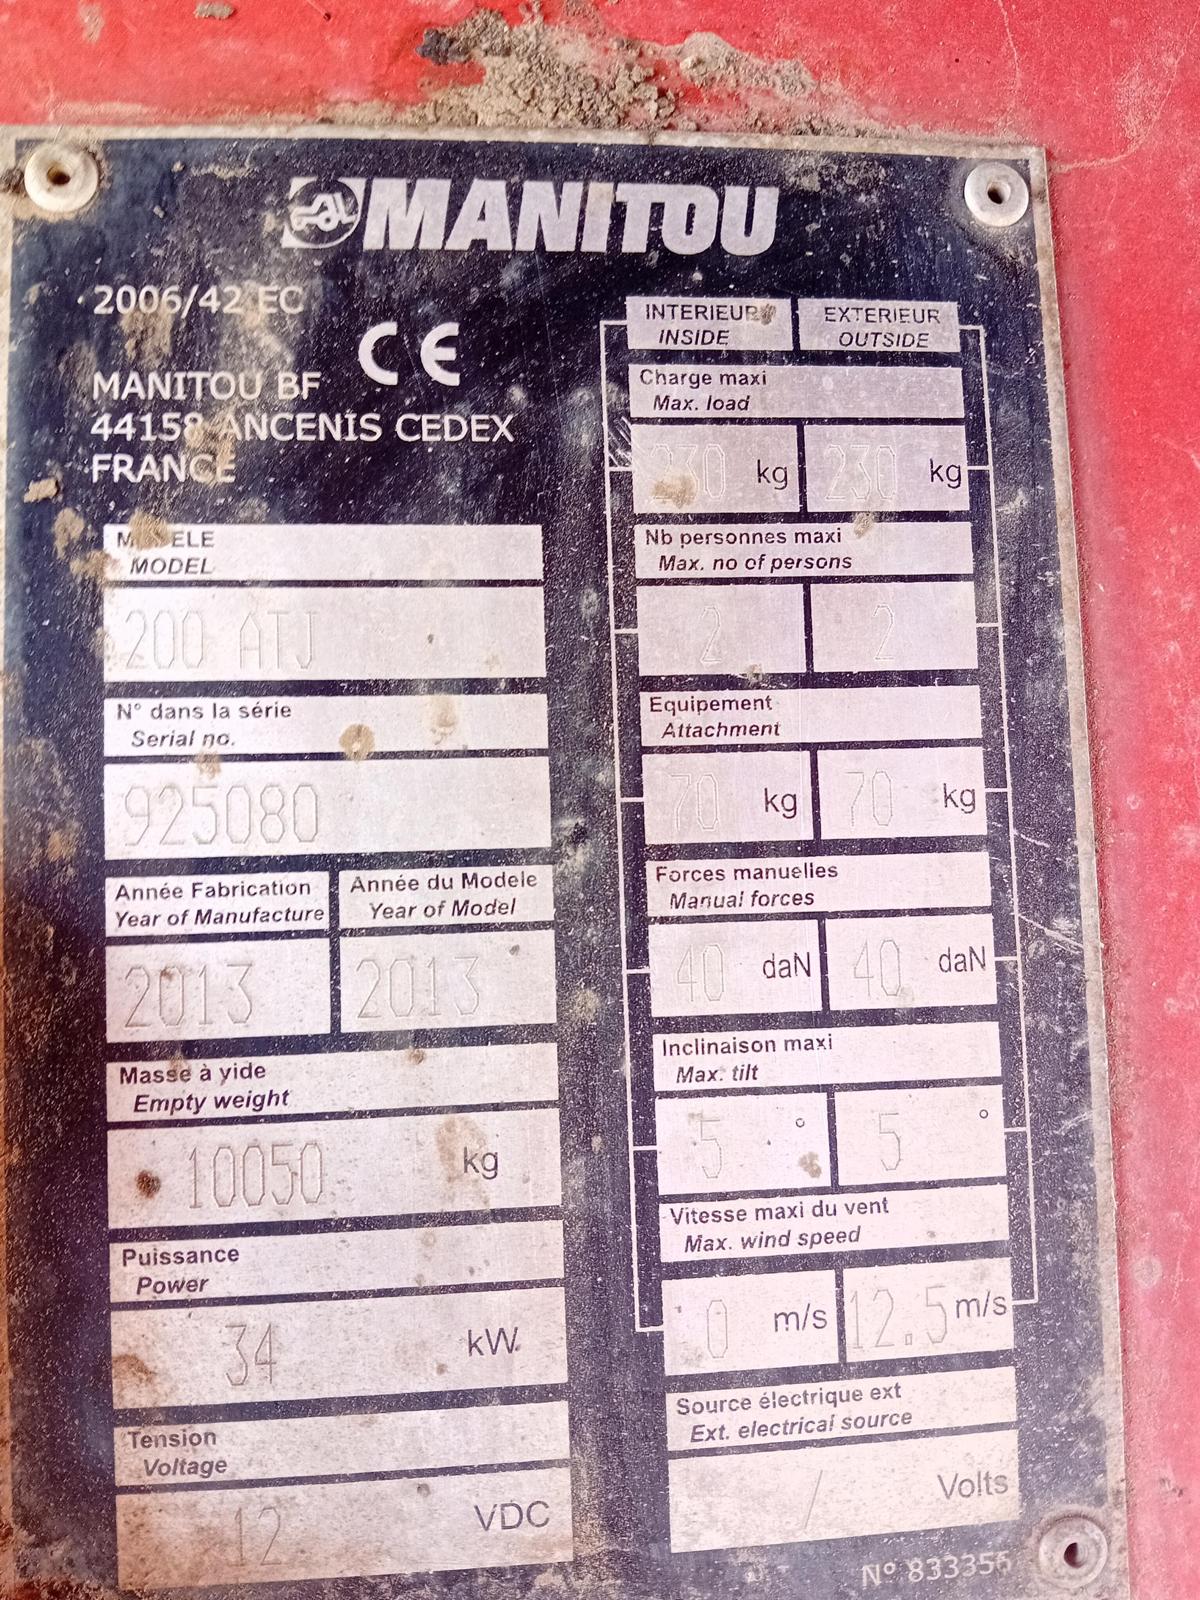 MANITOU
2006/42 EC
CE
MANITOU BF
44158 ANCENIS CEDEX
FRANCE
MODELE
MODEL
200 ATJ
N° dans la série
Serial no.
925080
Année Fabrication
Year of Manufacture
2013
Année du Modele
Year of Model
2013
Masse à vide
Empty weight
10050 kg
Puissance
Power
34 kW
Tension
Voltage
12 VDC
INTERIEUR
INSIDE
EXTERIEUR
OUTSIDE
Charge maxi
Max. load
230 kg 230 kg
Nb personnes maxi
Max. no of persons
2 2
Equipement
Attachment
70 kg 70 kg
Forces manuelles
Manual forces
40 daN 40 daN
Inclinaison maxi
Max. tilt
5 ° 5 °
Vitesse maxi du vent
Max. wind speed
0 m/s 12.5 m/s
Source électrique ext
Ext. electrical source
/ Volts
N° 833356